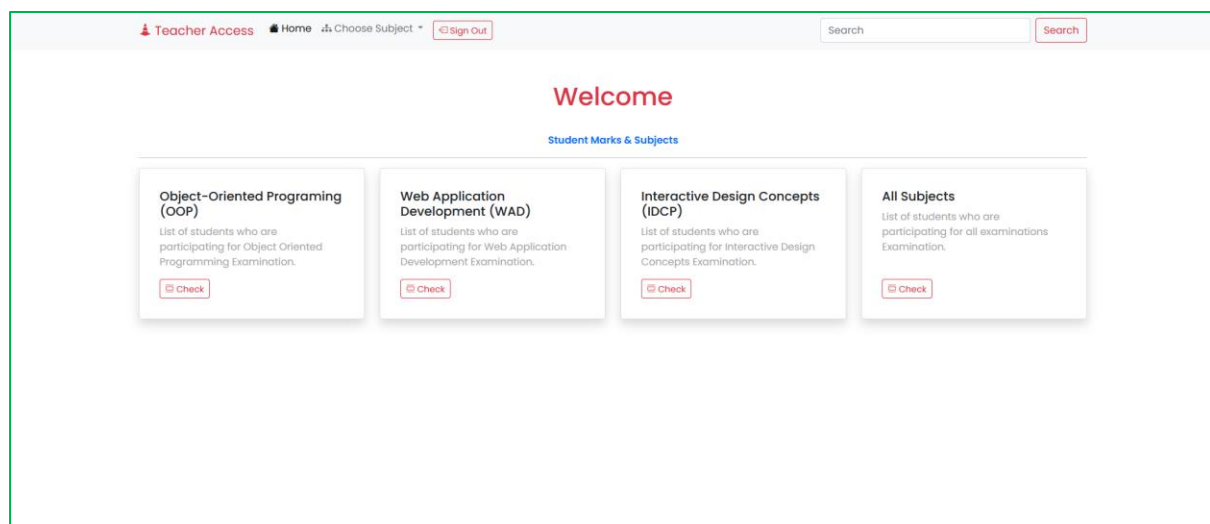 Teacher Access Home Choose Subject Sign Out Search Search
Welcome
Student Marks & Subjects
Object-Oriented Programing
(OOP)
List of students who are
participating for Object Oriented
Programming Examination.
Check
Web Application
Development (WAD)
List of students who are
participating for Web Application
Development Examination.
Check
Interactive Design Concepts
(IDCP)
List of students who are
participating for Interactive Design
Concepts Examination.
Check
All Subjects
List of students who are
participating for all examinations
Examination.
Check